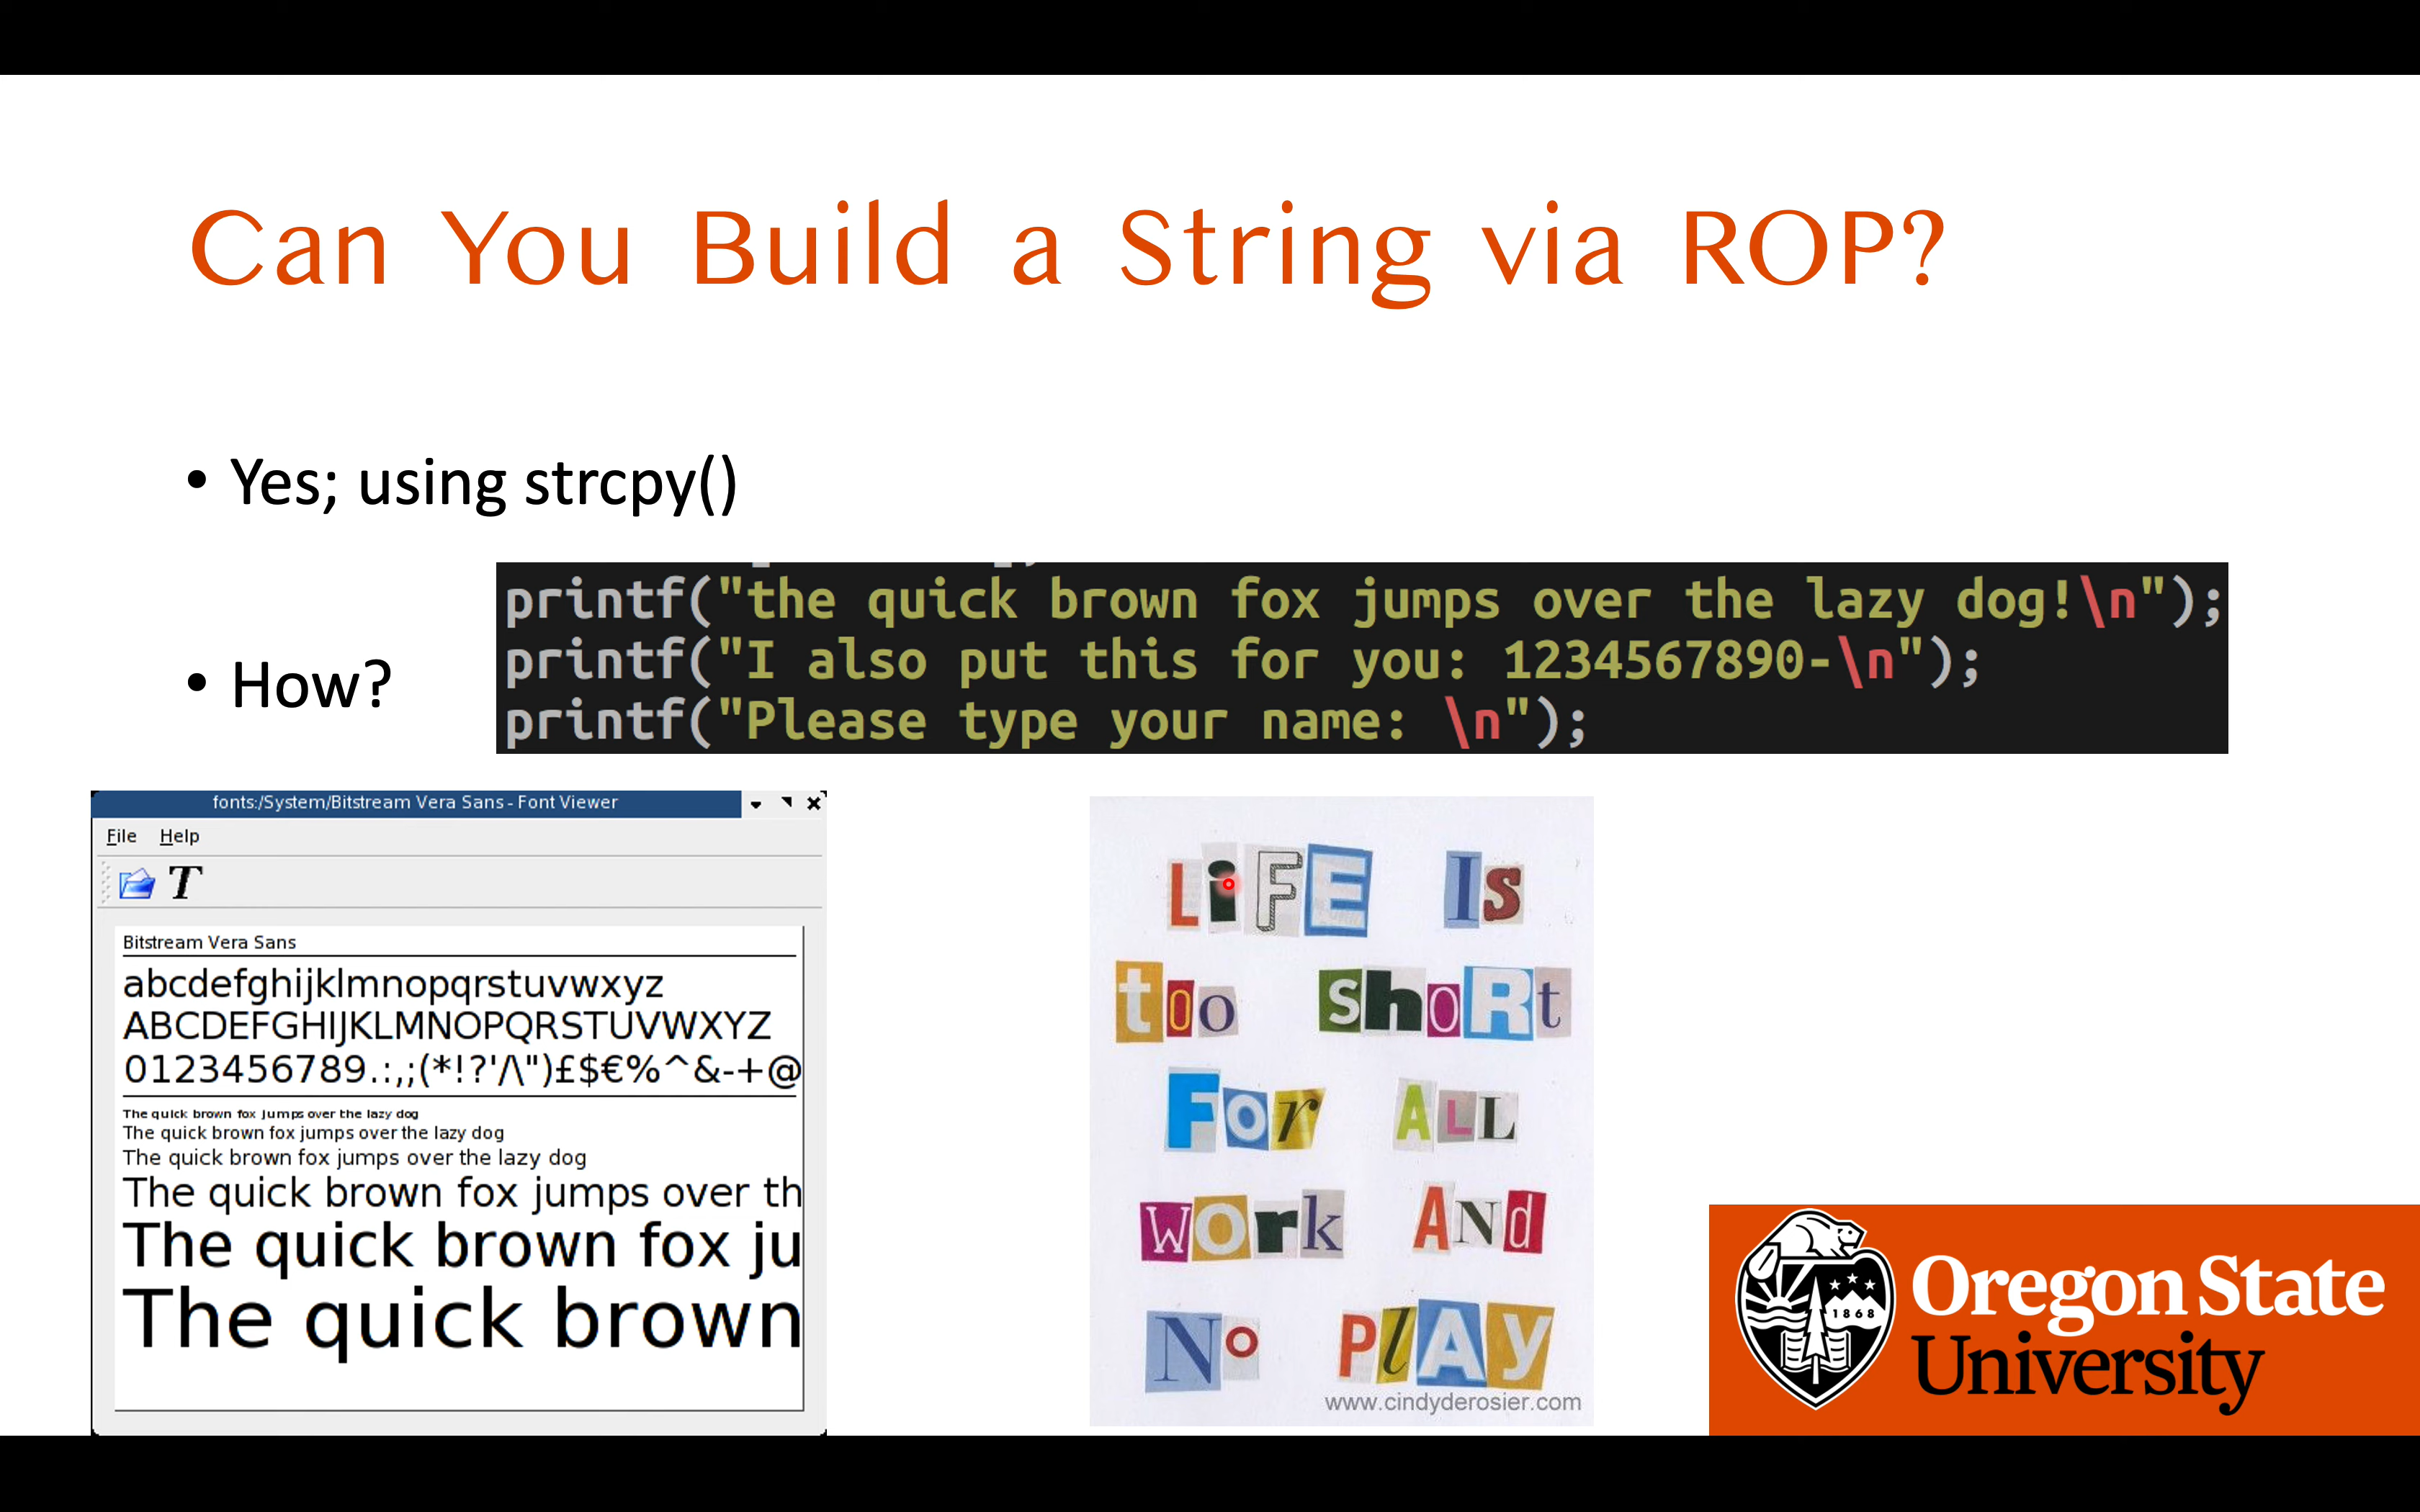 Can You Build a String via ROP?
• Yes; using strcpy()
• How?
printf("the quick brown fox jumps over the lazy dog!\n");
printf("I also put this for you: 1234567890-\n");
printf("Please type your name: \n");
fonts:/System/Bitstream Vera Sans - Font Viewer
File Help
T
Bitstream Vera Sans
abcdefghijklmnopqrstuvwxyz
ABCDEFGHIJKLMNOPQRSTUVWXYZ
0123456789.:,;(*!?'/\")£$€%^&-+@
The quick brown fox jumps over the lazy dog
The quick brown fox jumps over the lazy dog
The quick brown fox jumps over the lazy dog
The quick brown fox jumps over th
The quick brown fox ju
The quick brown
LiFE Is
too shoRt
For ALL
WOrk ANd
No PlAy
www.cindyderosier.com
1868
Oregon State
University